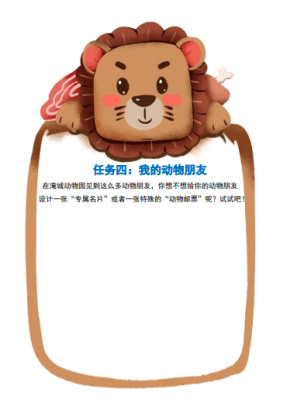 任务四：我的动物朋友
在淹城动物园见到这么多动物朋友，你想不想给你的动物朋友
设计一张“专属名片”或者一张特殊的“动物邮票”呢？试试吧！